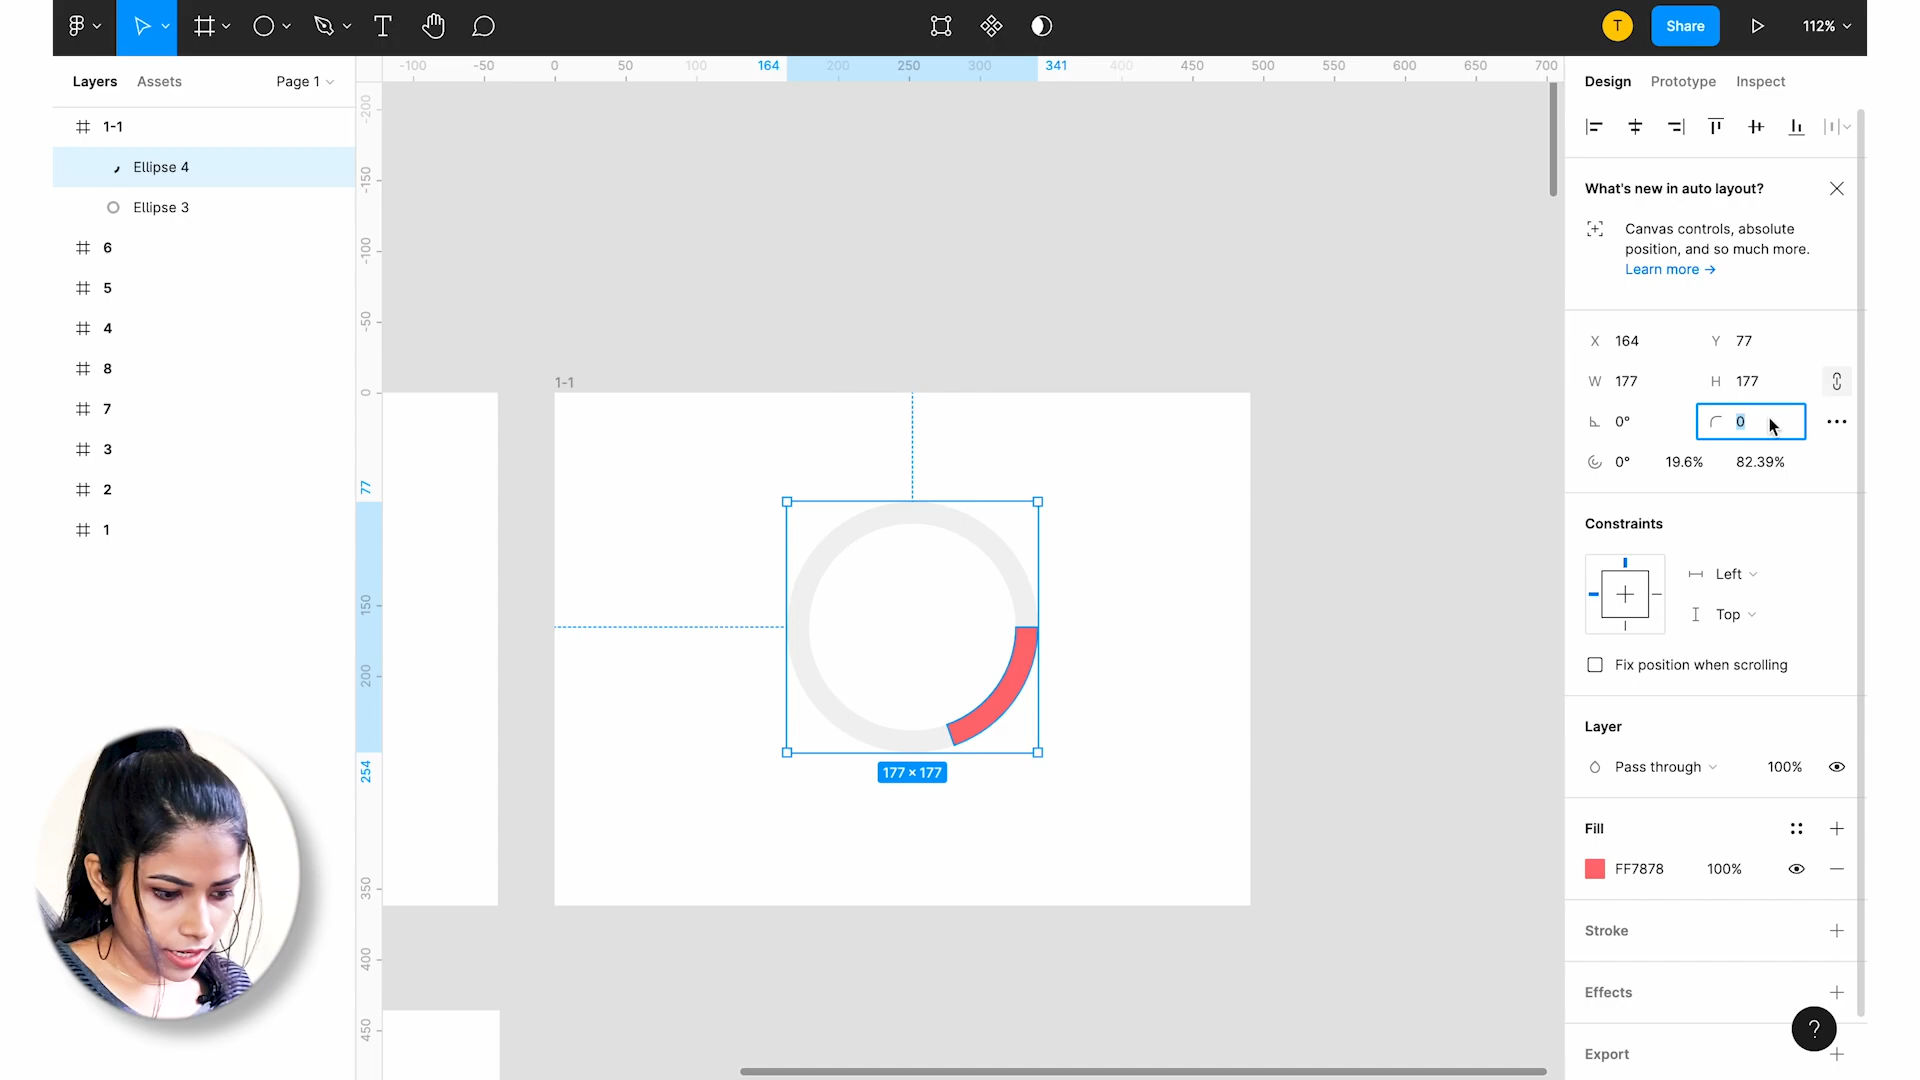 T
Share
112%
Layers
Assets
Page 1
-100
-50
0
50
100
164
200
250
300
341
400
450
500
550
600
650
700
Design
Prototype
Inspect
1-1
Ellipse 4
Ellipse 3
6
5
4
8
7
3
2
1
-200
-150
-100
-50
0
77
150
200
254
350
400
450
1-1
177 × 177
What's new in auto layout?
Canvas controls, absolute
position, and so much more.
Learn more →
X 164
Y 77
W 177
H 177
0°
0
0°
19.6%
82.39%
Constraints
Left
Top
Fix position when scrolling
Layer
Pass through
100%
Fill
FF7878
100%
Stroke
Effects
?
Export